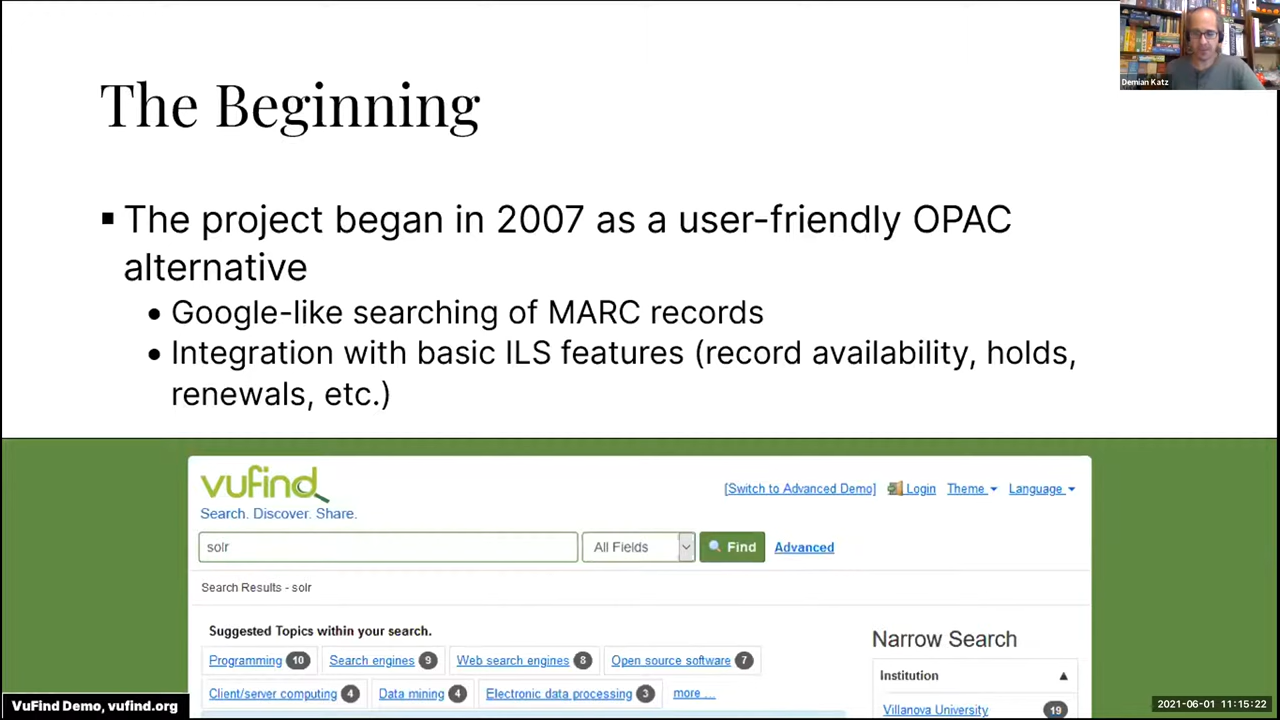 Demian Katz
The Beginning
▪ The project began in 2007 as a user-friendly OPAC
alternative
• Google-like searching of MARC records
• Integration with basic ILS features (record availability, holds,
renewals, etc.)
vufind
Search. Discover. Share.
[Switch to Advanced Demo] Login Theme Language
solr All Fields Find Advanced
Search Results - solr
Suggested Topics within your search.
Programming 10 Search engines 9 Web search engines 8 Open source software 7
Client/server computing 4 Data mining 4 Electronic data processing 3 more ...
Narrow Search
Institution
Villanova University 19
VuFind Demo, vufind.org
2021-06-01 11:15:22